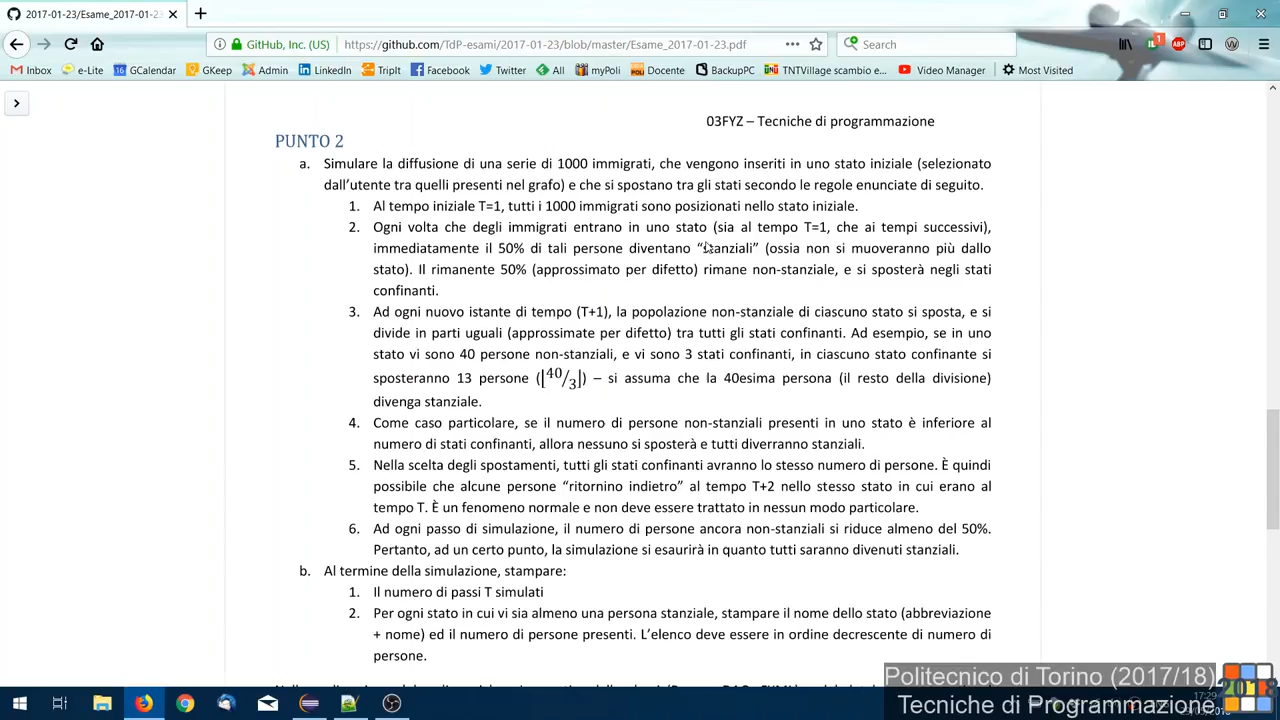 2017-01-23/Esame_2017-01-23
GitHub, Inc. (US)
https://github.com/TdP-esami/2017-01-23/blob/master/Esame_2017-01-23.pdf
Search
1
ABP
Inbox
e-Lite
16 GCalendar
GKeep
Admin
LinkedIn
TripIt
Facebook
Twitter
All
myPoli
Docente
BackupPC
TNTVillage scambio e...
Video Manager
Most Visited
03FYZ – Tecniche di programmazione
PUNTO 2
a. Simulare la diffusione di una serie di 1000 immigrati, che vengono inseriti in uno stato iniziale (selezionato
dall’utente tra quelli presenti nel grafo) e che si spostano tra gli stati secondo le regole enunciate di seguito.
1. Al tempo iniziale T=1, tutti i 1000 immigrati sono posizionati nello stato iniziale.
2. Ogni volta che degli immigrati entrano in uno stato (sia al tempo T=1, che ai tempi successivi),
immediatamente il 50% di tali persone diventano “stanziali” (ossia non si muoveranno più dallo
stato). Il rimanente 50% (approssimato per difetto) rimane non-stanziale, e si sposterà negli stati
confinanti.
3. Ad ogni nuovo istante di tempo (T+1), la popolazione non-stanziale di ciascuno stato si sposta, e si
divide in parti uguali (approssimate per difetto) tra tutti gli stati confinanti. Ad esempio, se in uno
stato vi sono 40 persone non-stanziali, e vi sono 3 stati confinanti, in ciascuno stato confinante si
sposteranno 13 persone (⌊40/3⌋) – si assuma che la 40esima persona (il resto della divisione)
divenga stanziale.
4. Come caso particolare, se il numero di persone non-stanziali presenti in uno stato è inferiore al
numero di stati confinanti, allora nessuno si sposterà e tutti diverranno stanziali.
5. Nella scelta degli spostamenti, tutti gli stati confinanti avranno lo stesso numero di persone. È quindi
possibile che alcune persone “ritornino indietro” al tempo T+2 nello stesso stato in cui erano al
tempo T. È un fenomeno normale e non deve essere trattato in nessun modo particolare.
6. Ad ogni passo di simulazione, il numero di persone ancora non-stanziali si riduce almeno del 50%.
Pertanto, ad un certo punto, la simulazione si esaurirà in quanto tutti saranno divenuti stanziali.
b. Al termine della simulazione, stampare:
1. Il numero di passi T simulati
2. Per ogni stato in cui vi sia almeno una persona stanziale, stampare il nome dello stato (abbreviazione
+ nome) ed il numero di persone presenti. L’elenco deve essere in ordine decrescente di numero di
persone.
Politecnico di Torino (2017/18)
Tecniche di Programmazione
2018
17:29